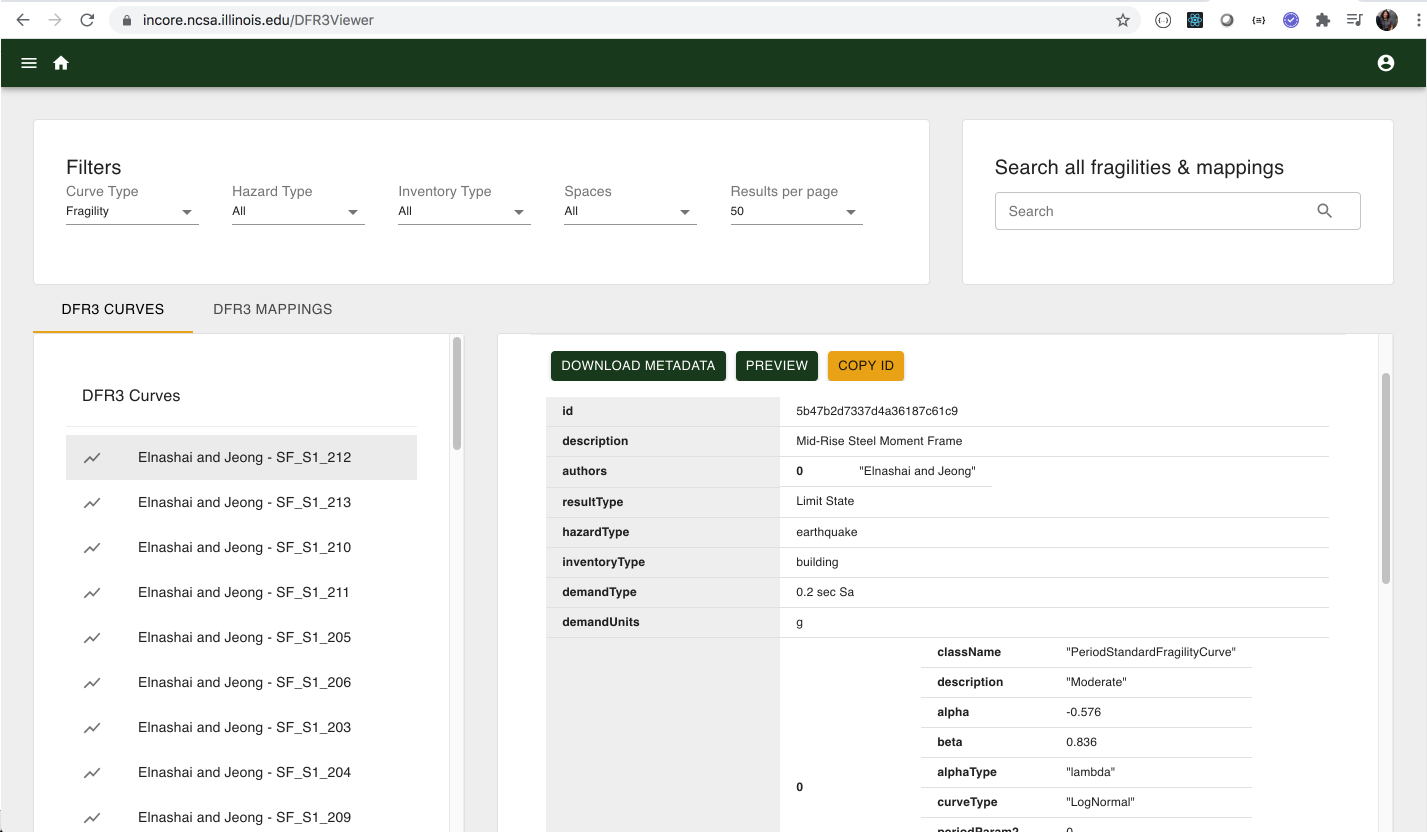 incore.ncsa.illinois.edu/DFR3Viewer
Filters
Curve Type Hazard Type Inventory Type Spaces Results per page
Fragility All All All 50
Search all fragilities & mappings
Search
DFR3 CURVES DFR3 MAPPINGS
DFR3 Curves
Elnashai and Jeong - SF_S1_212
Elnashai and Jeong - SF_S1_213
Elnashai and Jeong - SF_S1_210
Elnashai and Jeong - SF_S1_211
Elnashai and Jeong - SF_S1_205
Elnashai and Jeong - SF_S1_206
Elnashai and Jeong - SF_S1_203
Elnashai and Jeong - SF_S1_204
Elnashai and Jeong - SF_S1_209
DOWNLOAD METADATA PREVIEW COPY ID
id 5b47b2d7337d4a36187c61c9
description Mid-Rise Steel Moment Frame
authors 0 "Elnashai and Jeong"
resultType Limit State
hazardType earthquake
inventoryType building
demandType 0.2 sec Sa
demandUnits g
className "PeriodStandardFragilityCurve"
description "Moderate"
alpha -0.576
beta 0.836
alphaType "lambda"
0
curveType "LogNormal"
periodParam2 0